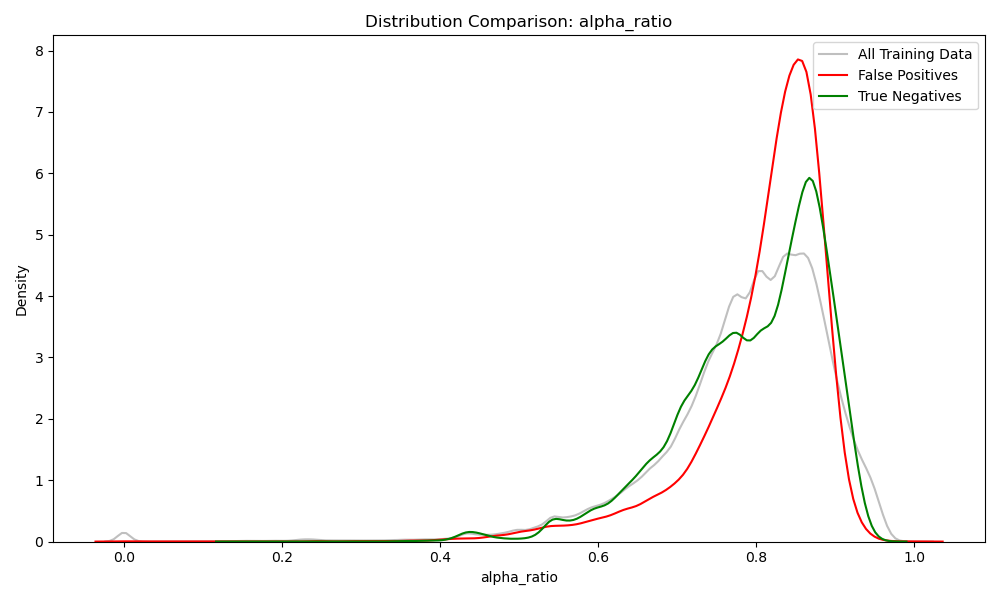 Distribution Comparison: alpha_ratio
All Training Data
False Positives
True Negatives
Density
8
7
6
5
4
3
2
1
0
0.0 0.2 0.4 0.6 0.8 1.0
alpha_ratio